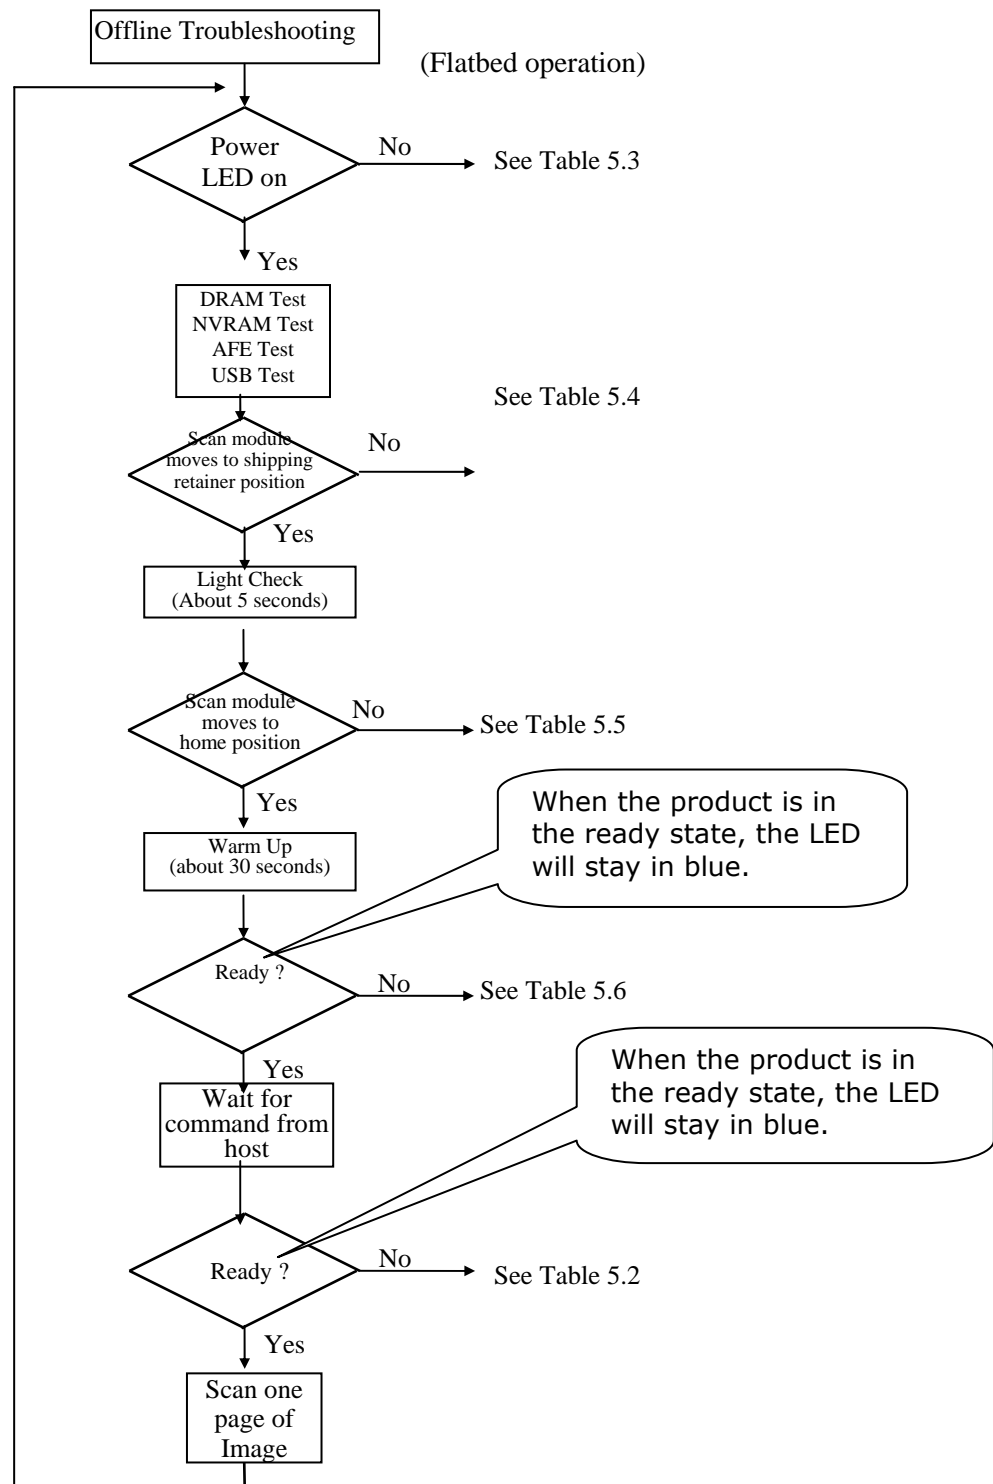 Offline Troubleshooting
(Flatbed operation)
Power
LED on
No
See Table 5.3
Yes
DRAM Test
NVRAM Test
AFE Test
USB Test
See Table 5.4
Scan module
moves to shipping
retainer position
No
Yes
Light Check
(About 5 seconds)
Scan module
moves to
home position
No
See Table 5.5
Yes
When the product is in
the ready state, the LED
will stay in blue.
Warm Up
(about 30 seconds)
Ready ?
No
See Table 5.6
Yes
When the product is in
the ready state, the LED
will stay in blue.
Wait for
command from
host
Ready ?
No
See Table 5.2
Yes
Scan one
page of
Image